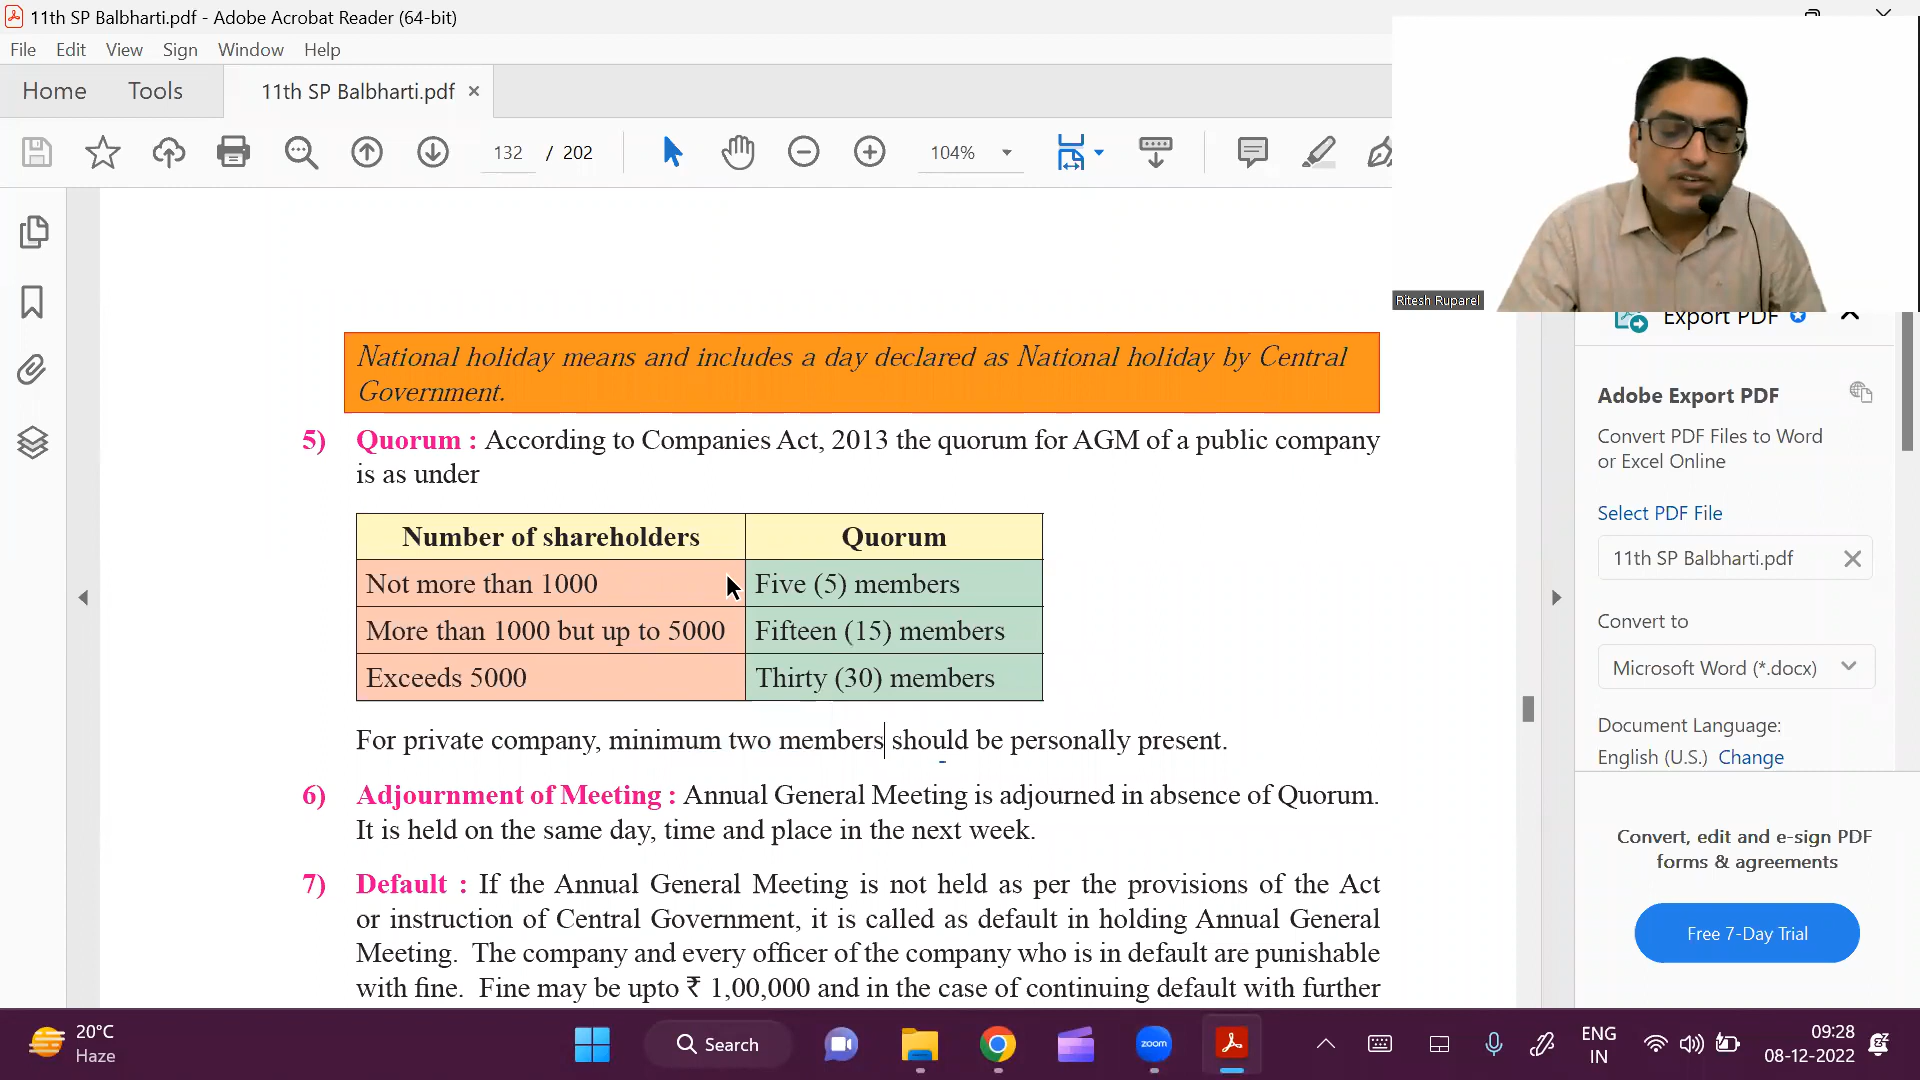 11th SP Balbharti.pdf - Adobe Acrobat Reader (64-bit)
File Edit View Sign Window Help
Home Tools 11th SP Balbharti.pdf ×
132 / 202 104%
Ritesh Ruparel
National holiday means and includes a day declared as National holiday by Central
Government.
5) Quorum : According to Companies Act, 2013 the quorum for AGM of a public company
is as under
Number of shareholders Quorum
Not more than 1000 Five (5) members
More than 1000 but up to 5000 Fifteen (15) members
Exceeds 5000 Thirty (30) members
For private company, minimum two members should be personally present.
6) Adjournment of Meeting : Annual General Meeting is adjourned in absence of Quorum.
It is held on the same day, time and place in the next week.
7) Default : If the Annual General Meeting is not held as per the provisions of the Act
or instruction of Central Government, it is called as default in holding Annual General
Meeting. The company and every officer of the company who is in default are punishable
with fine. Fine may be upto ₹ 1,00,000 and in the case of continuing default with further
Export PDF
Adobe Export PDF
Convert PDF Files to Word
or Excel Online
Select PDF File
11th SP Balbharti.pdf
Convert to
Microsoft Word (*.docx)
Document Language:
English (U.S.) Change
Convert, edit and e-sign PDF
forms & agreements
Free 7-Day Trial
20°C
Haze
Search
zoom
ENG
IN
09:28
08-12-2022